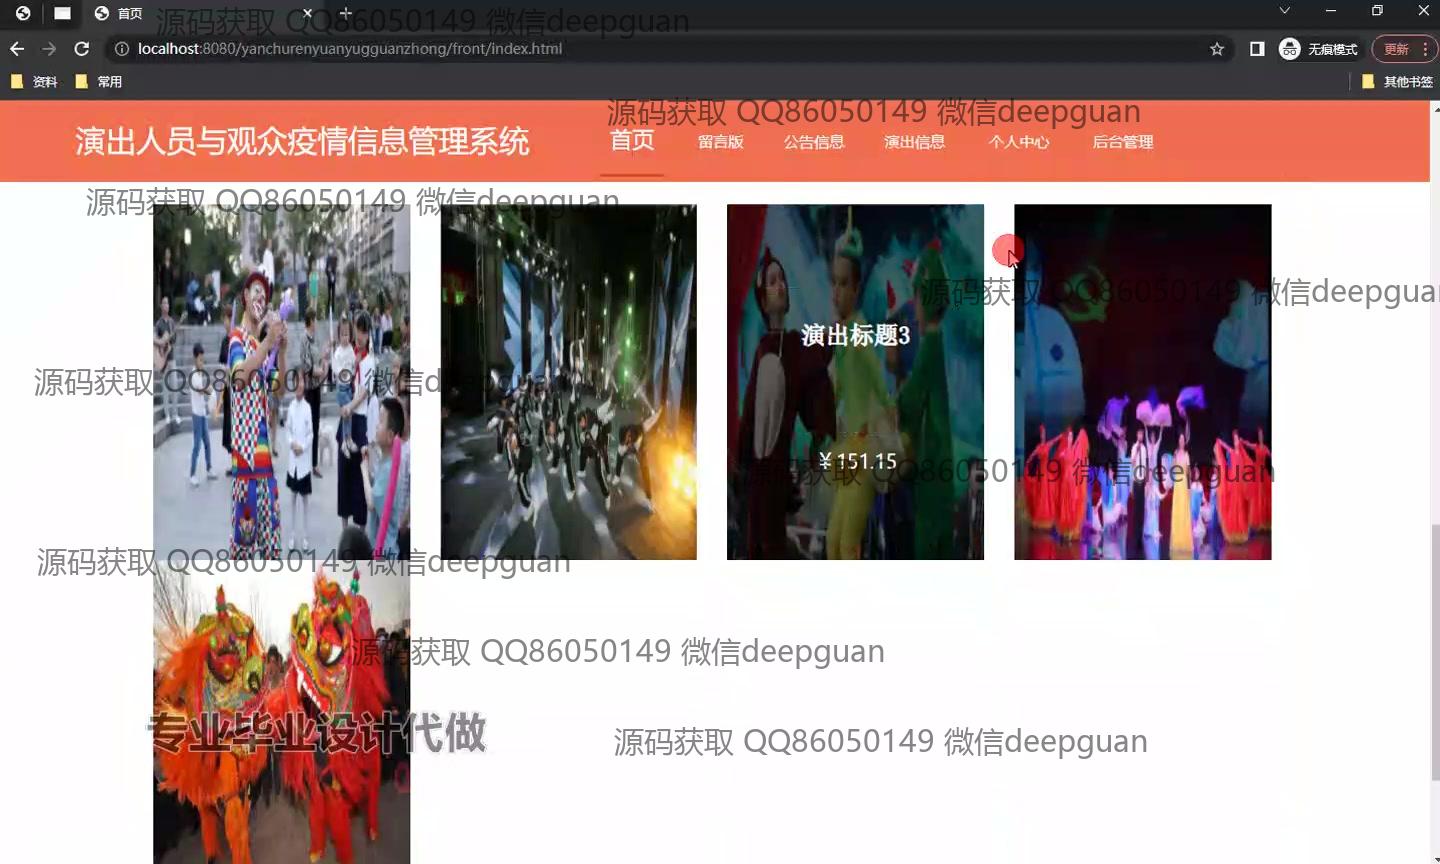 首页
源码获取 QQ86050149 微信deepguan
localhost:8080/yanchurenyuanyugguanzhong/front/index.html
无痕模式
更新
资料
常用
其他书签
源码获取 QQ86050149 微信deepguan
演出人员与观众疫情信息管理系统
首页
留言版
公告信息
演出信息
个人中心
后台管理
源码获取 QQ86050149 微信deepguan
源码获取 QQ86050149 微信deepguan
演出标题3
源码获取 QQ86050149 微信deepguan
¥ 151.15
源码获取 QQ86050149 微信deepguan
源码获取 QQ86050149 微信deepguan
源码获取 QQ86050149 微信deepguan
专业毕业设计代做
源码获取 QQ86050149 微信deepguan